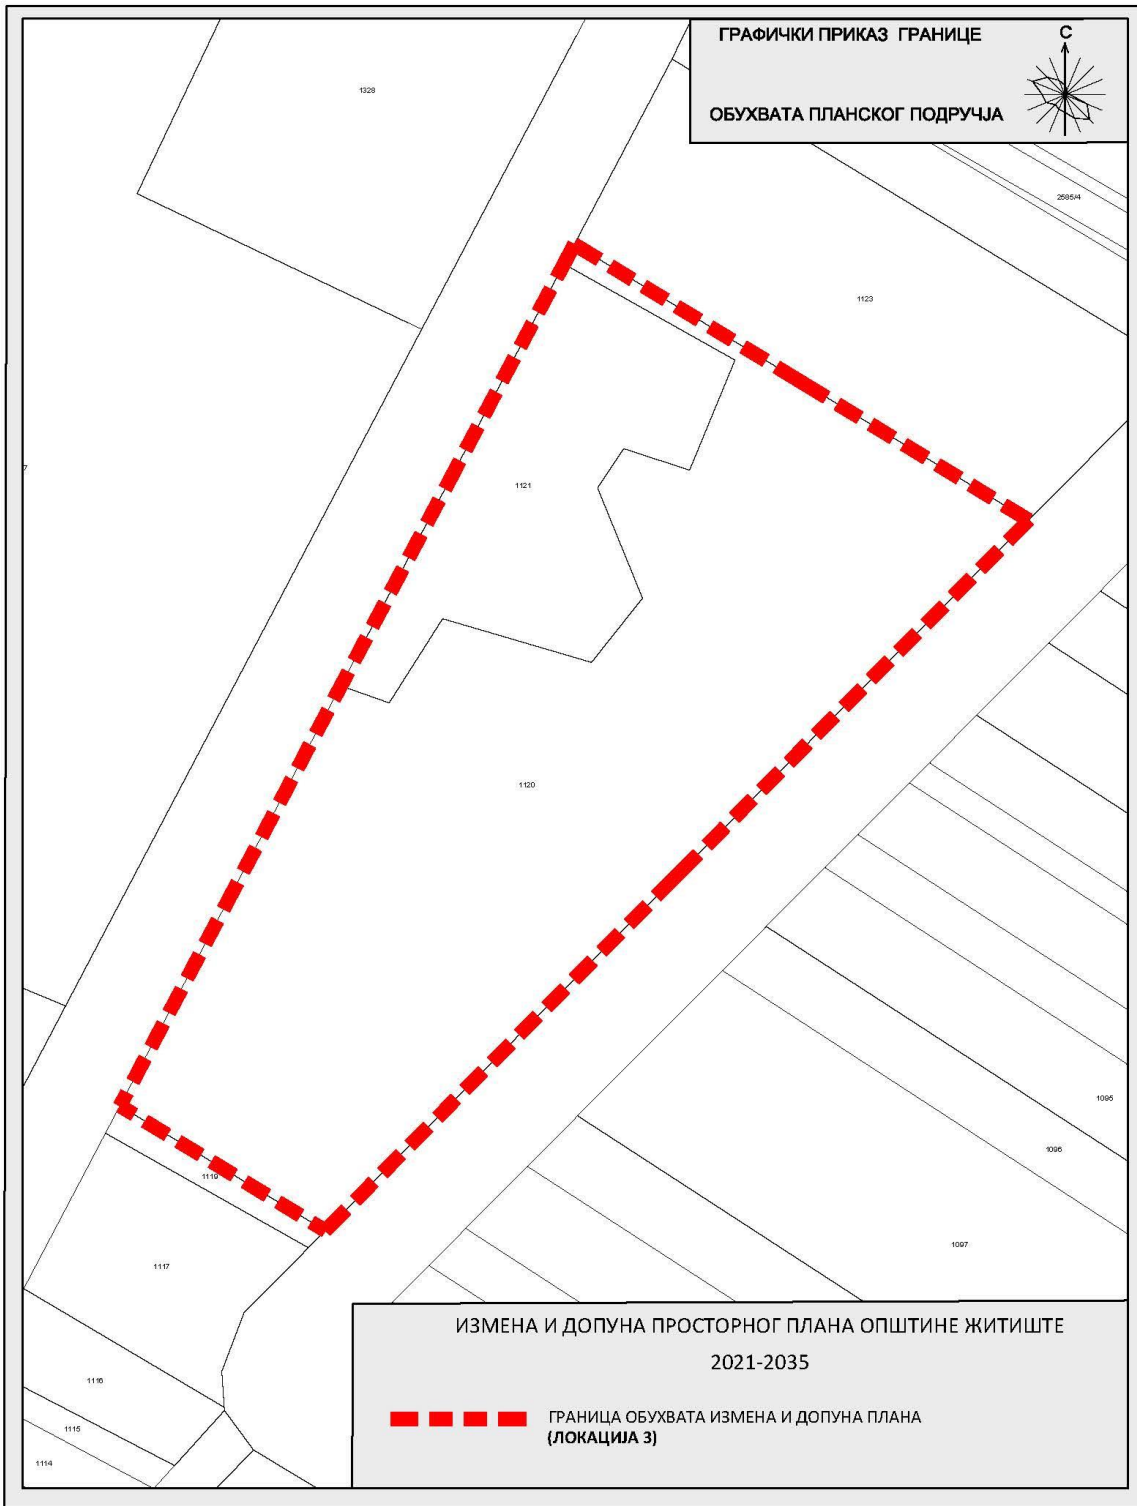 ГРАФИЧКИ ПРИКАЗ ГРАНИЦЕ
С
ОБУХВАТА ПЛАНСКОГ ПОДРУЧЈА
1328
2585/4
1123
7
1121
1120
1095
1096
1119
1097
1117
1116
1115
1114
ИЗМЕНА И ДОПУНА ПРОСТОРНОГ ПЛАНА ОПШТИНЕ ЖИТИШТЕ
2021-2035
ГРАНИЦА ОБУХВАТА ИЗМЕНА И ДОПУНА ПЛАНА
(ЛОКАЦИЈА 3)